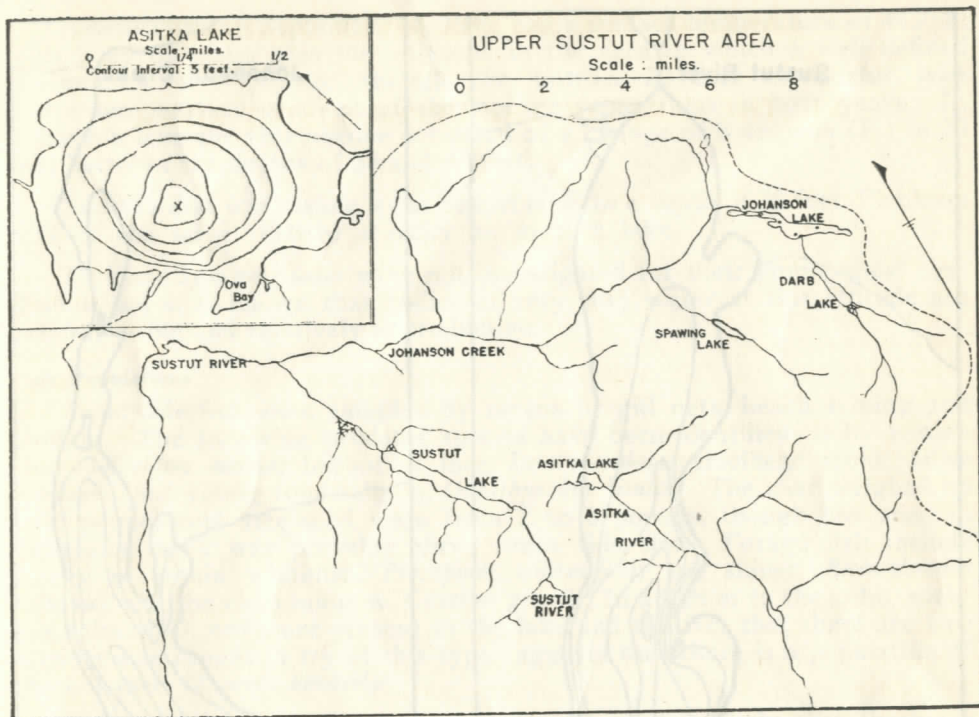 ASITKA LAKE
Scale: miles.
0 1/4 1/2
Contour Interval: 5 feet.
X
Ova
Bay
UPPER SUSTUT RIVER AREA
Scale: miles.
0 2 4 6 8
JOHANSON
LAKE
DARB
LAKE
SPAWING
LAKE
SUSTUT RIVER
JOHANSON CREEK
SUSTUT
LAKE
ASITKA LAKE
ASITKA
RIVER
SUSTUT
RIVER